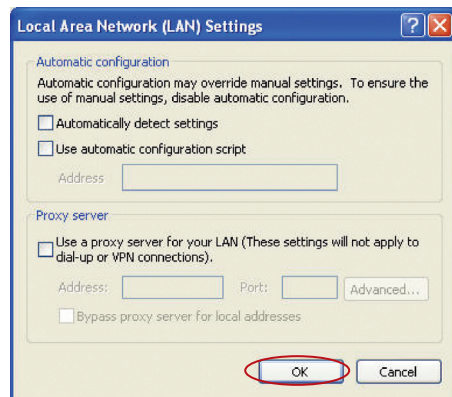 Local Area Network (LAN) Settings
Automatic configuration
Automatic configuration may override manual settings. To ensure the
use of manual settings, disable automatic configuration.
Automatically detect settings
Use automatic configuration script
Address
Proxy server
Use a proxy server for your LAN (These settings will not apply to
dial-up or VPN connections).
Address:
Port:
Advanced...
Bypass proxy server for local addresses
OK
Cancel